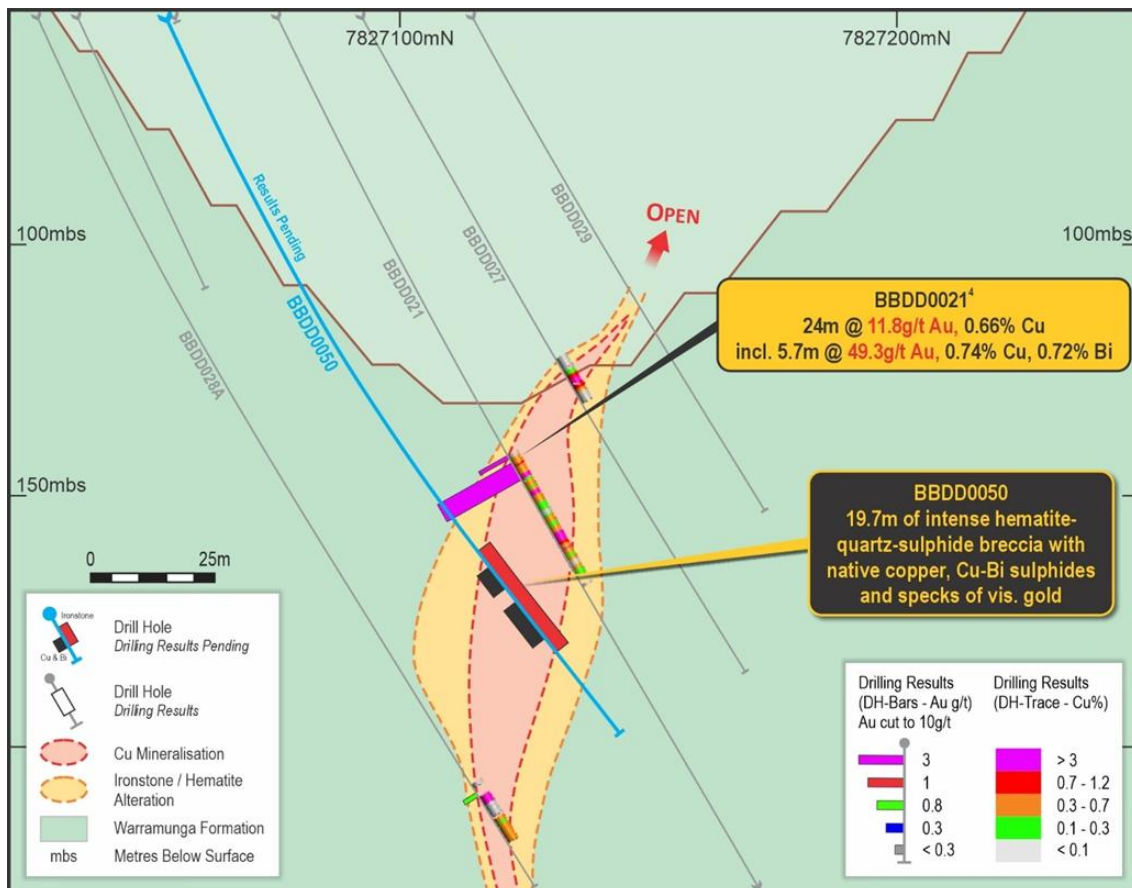 7827100mN
7827200mN
100mbs
100mbs
Results Pending
BBDD0050
BBDD021
BBDD027
BBDD029
BBDD028A
OPEN
BBDD0021⁴
24m @ 11.8g/t Au, 0.66% Cu
incl. 5.7m @ 49.3g/t Au, 0.74% Cu, 0.72% Bi
150mbs
150mbs
BBDD0050
19.7m of intense hematite-
quartz-sulphide breccia with
native copper, Cu-Bi sulphides
and specks of vis. gold
0 25m
Ironstone
Cu & Bi
Drill Hole
Drilling Results Pending
Drill Hole
Drilling Results
Cu Mineralisation
Ironstone / Hematite
Alteration
Warramunga Formation
mbs Metres Below Surface
Drilling Results
(DH-Bars - Au g/t)
Au cut to 10g/t
3
1
0.8
0.3
< 0.3
Drilling Results
(DH-Trace - Cu%)
> 3
0.7 - 1.2
0.3 - 0.7
0.1 - 0.3
< 0.1